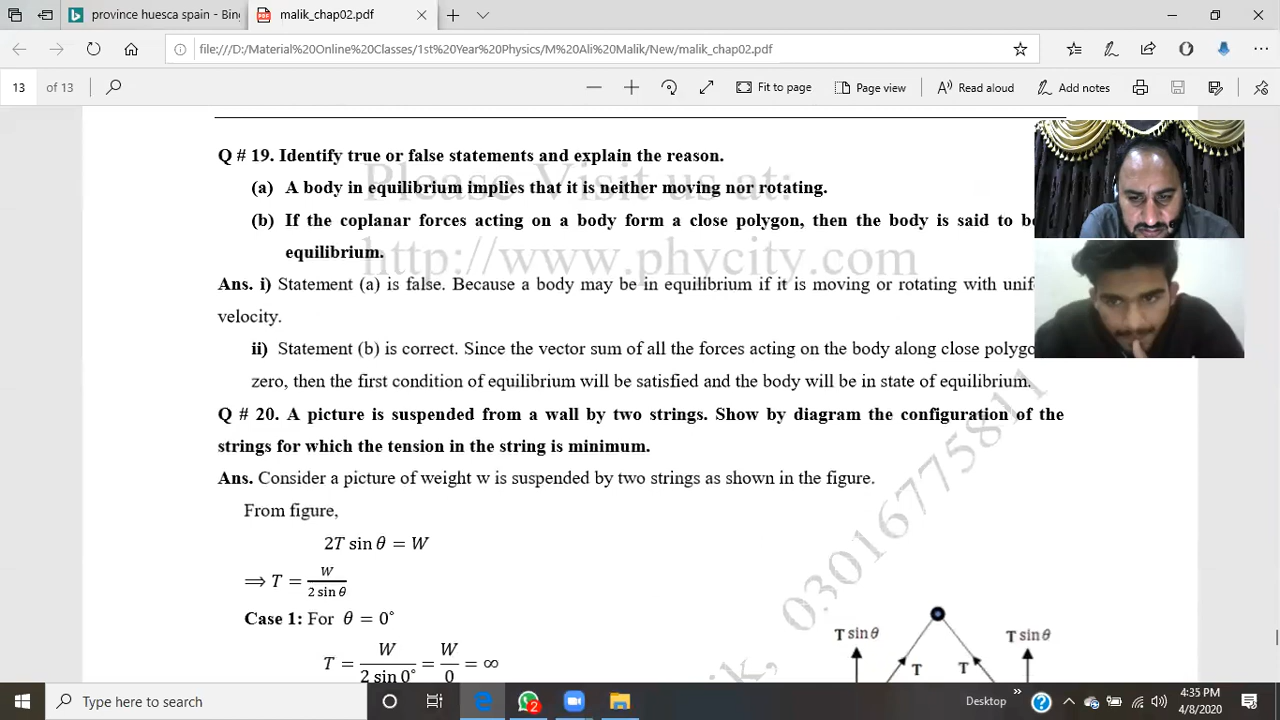 province huesca spain - Bing
malik_chap02.pdf
file:///D:/Material%20Online%20Classes/1st%20Year%20Physics/M%20Ali%20Malik/New/malik_chap02.pdf
13 of 13
Fit to page
Page view
Read aloud
Add notes
Please Visit us at:
http://www.phycity.com
Q # 19. Identify true or false statements and explain the reason.
(a) A body in equilibrium implies that it is neither moving nor rotating.
(b) If the coplanar forces acting on a body form a close polygon, then the body is said to be
equilibrium.
Ans. i) Statement (a) is false. Because a body may be in equilibrium if it is moving or rotating with unif
velocity.
ii) Statement (b) is correct. Since the vector sum of all the forces acting on the body along close polygo
zero, then the first condition of equilibrium will be satisfied and the body will be in state of equilibrium.
Q # 20. A picture is suspended from a wall by two strings. Show by diagram the configuration of the
strings for which the tension in the string is minimum.
Ans. Consider a picture of weight w is suspended by two strings as shown in the figure.
From figure,
2T sin θ = W
⟹ T = W / 2 sin θ
Case 1: For θ = 0°
T = W / 2 sin 0° = W / 0 = ∞
T sin θ
T sin θ
T
T
03016775811
Type here to search
2
Desktop
4:35 PM
4/8/2020